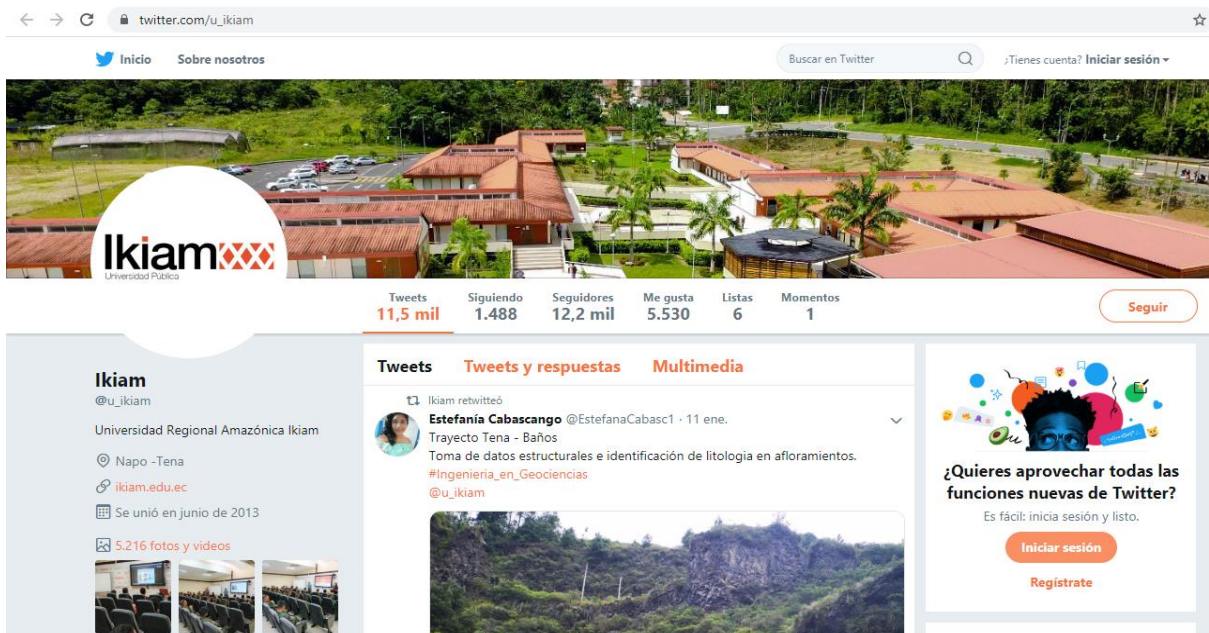 twitter.com/u_ikiam
Inicio Sobre nosotros Buscar en Twitter ¿Tienes cuenta? Iniciar sesión
Ikiam
Universidad Pública
Tweets Siguiendo Seguidores Me gusta Listas Momentos
11,5 mil 1.488 12,2 mil 5.530 6 1
Seguir
Ikiam
@u_ikiam
Universidad Regional Amazónica Ikiam
Napo -Tena
ikiam.edu.ec
Se unió en junio de 2013
5.216 fotos y videos
Tweets Tweets y respuestas Multimedia
Ikiam retwitteó
Estefanía Cabascango @EstefanaCabasc1 · 11 ene.
Trayecto Tena - Baños
Toma de datos estructurales e identificación de litologia en afloramientos.
#Ingenieria_en_Geociencias
@u_ikiam
¿Quieres aprovechar todas las
funciones nuevas de Twitter?
Es fácil: inicia sesión y listo.
Iniciar sesión
Regístrate